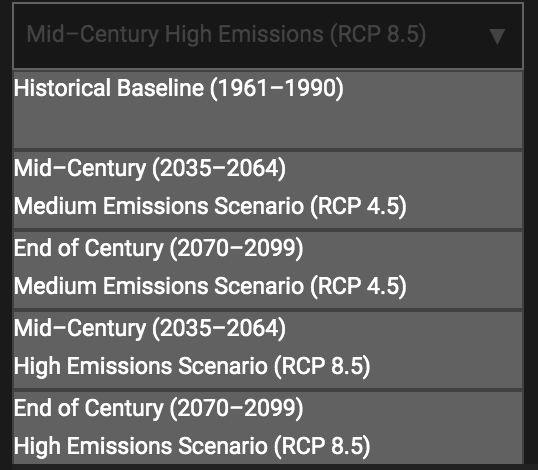 Mid–Century High Emissions (RCP 8.5) ▼
Historical Baseline (1961–1990)
Mid–Century (2035–2064)
Medium Emissions Scenario (RCP 4.5)
End of Century (2070–2099)
Medium Emissions Scenario (RCP 4.5)
Mid–Century (2035–2064)
High Emissions Scenario (RCP 8.5)
End of Century (2070–2099)
High Emissions Scenario (RCP 8.5)